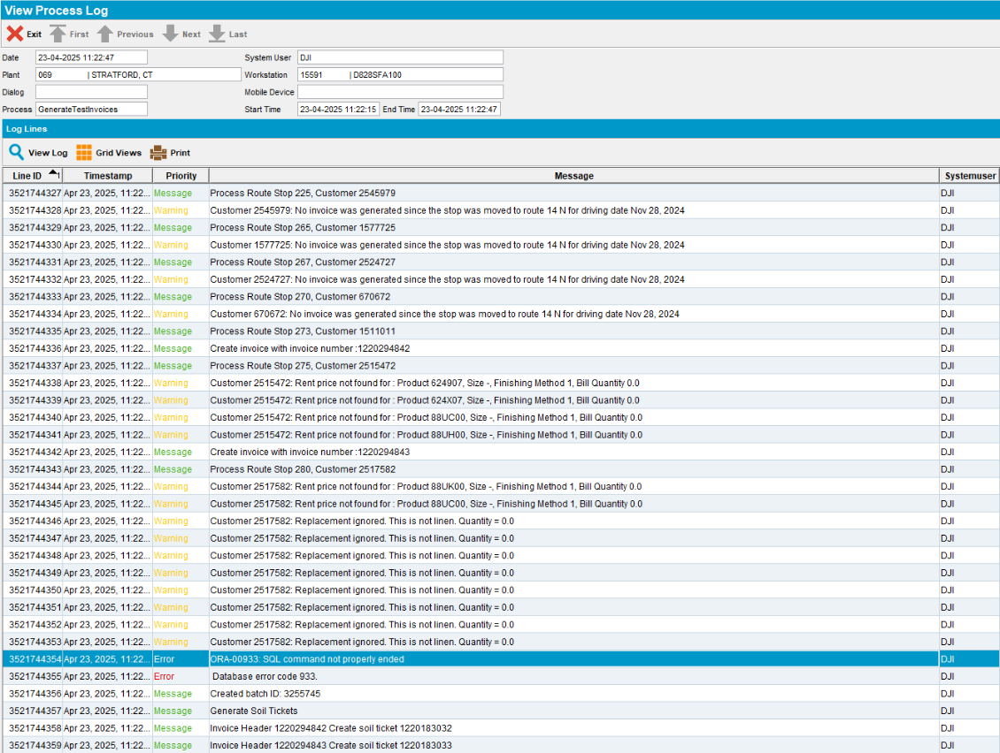 View Process Log
Exit First Previous Next Last
Date 23-04-2025 11:22:47 System User DJI
Plant 069 | STRATFORD, CT Workstation 15591 | D828SFA100
Dialog Mobile Device
Process GenerateTestInvoices Start Time 23-04-2025 11:22:15 End Time 23-04-2025 11:22:47
Log Lines
View Log Grid Views Print
Line ID 1 Timestamp Priority Message Systemuser
3521744327 Apr 23, 2025, 11:22... Message Process Route Stop 225, Customer 2545979 DJI
3521744328 Apr 23, 2025, 11:22... Warning Customer 2545979: No invoice was generated since the stop was moved to route 14 N for driving date Nov 28, 2024 DJI
3521744329 Apr 23, 2025, 11:22... Message Process Route Stop 265, Customer 1577725 DJI
3521744330 Apr 23, 2025, 11:22... Warning Customer 1577725: No invoice was generated since the stop was moved to route 14 N for driving date Nov 28, 2024 DJI
3521744331 Apr 23, 2025, 11:22... Message Process Route Stop 267, Customer 2524727 DJI
3521744332 Apr 23, 2025, 11:22... Warning Customer 2524727: No invoice was generated since the stop was moved to route 14 N for driving date Nov 28, 2024 DJI
3521744333 Apr 23, 2025, 11:22... Message Process Route Stop 270, Customer 670672 DJI
3521744334 Apr 23, 2025, 11:22... Warning Customer 670672: No invoice was generated since the stop was moved to route 14 N for driving date Nov 28, 2024 DJI
3521744335 Apr 23, 2025, 11:22... Message Process Route Stop 273, Customer 1511011 DJI
3521744336 Apr 23, 2025, 11:22... Message Create invoice with invoice number :1220294842 DJI
3521744337 Apr 23, 2025, 11:22... Message Process Route Stop 275, Customer 2515472 DJI
3521744338 Apr 23, 2025, 11:22... Warning Customer 2515472: Rent price not found for : Product 624907, Size -, Finishing Method 1, Bill Quantity 0.0 DJI
3521744339 Apr 23, 2025, 11:22... Warning Customer 2515472: Rent price not found for : Product 624X07, Size -, Finishing Method 1, Bill Quantity 0.0 DJI
3521744340 Apr 23, 2025, 11:22... Warning Customer 2515472: Rent price not found for : Product 88UC00, Size -, Finishing Method 1, Bill Quantity 0.0 DJI
3521744341 Apr 23, 2025, 11:22... Warning Customer 2515472: Rent price not found for : Product 88UH00, Size -, Finishing Method 1, Bill Quantity 0.0 DJI
3521744342 Apr 23, 2025, 11:22... Message Create invoice with invoice number :1220294843 DJI
3521744343 Apr 23, 2025, 11:22... Message Process Route Stop 280, Customer 2517582 DJI
3521744344 Apr 23, 2025, 11:22... Warning Customer 2517582: Rent price not found for : Product 88UK00, Size -, Finishing Method 1, Bill Quantity 0.0 DJI
3521744345 Apr 23, 2025, 11:22... Warning Customer 2517582: Rent price not found for : Product 88UC00, Size -, Finishing Method 1, Bill Quantity 0.0 DJI
3521744346 Apr 23, 2025, 11:22... Warning Customer 2517582: Replacement ignored. This is not linen. Quantity = 0.0 DJI
3521744347 Apr 23, 2025, 11:22... Warning Customer 2517582: Replacement ignored. This is not linen. Quantity = 0.0 DJI
3521744348 Apr 23, 2025, 11:22... Warning Customer 2517582: Replacement ignored. This is not linen. Quantity = 0.0 DJI
3521744349 Apr 23, 2025, 11:22... Warning Customer 2517582: Replacement ignored. This is not linen. Quantity = 0.0 DJI
3521744350 Apr 23, 2025, 11:22... Warning Customer 2517582: Replacement ignored. This is not linen. Quantity = 0.0 DJI
3521744351 Apr 23, 2025, 11:22... Warning Customer 2517582: Replacement ignored. This is not linen. Quantity = 0.0 DJI
3521744352 Apr 23, 2025, 11:22... Warning Customer 2517582: Replacement ignored. This is not linen. Quantity = 0.0 DJI
3521744353 Apr 23, 2025, 11:22... Warning Customer 2517582: Replacement ignored. This is not linen. Quantity = 0.0 DJI
3521744354 Apr 23, 2025, 11:22... Error ORA-00933: SQL command not properly ended DJI
3521744355 Apr 23, 2025, 11:22... Error Database error code 933. DJI
3521744356 Apr 23, 2025, 11:22... Message Created batch ID: 3255745 DJI
3521744357 Apr 23, 2025, 11:22... Message Generate Soil Tickets DJI
3521744358 Apr 23, 2025, 11:22... Message Invoice Header 1220294842 Create soil ticket 1220183032 DJI
3521744359 Apr 23, 2025, 11:22... Message Invoice Header 1220294843 Create soil ticket 1220183033 DJI